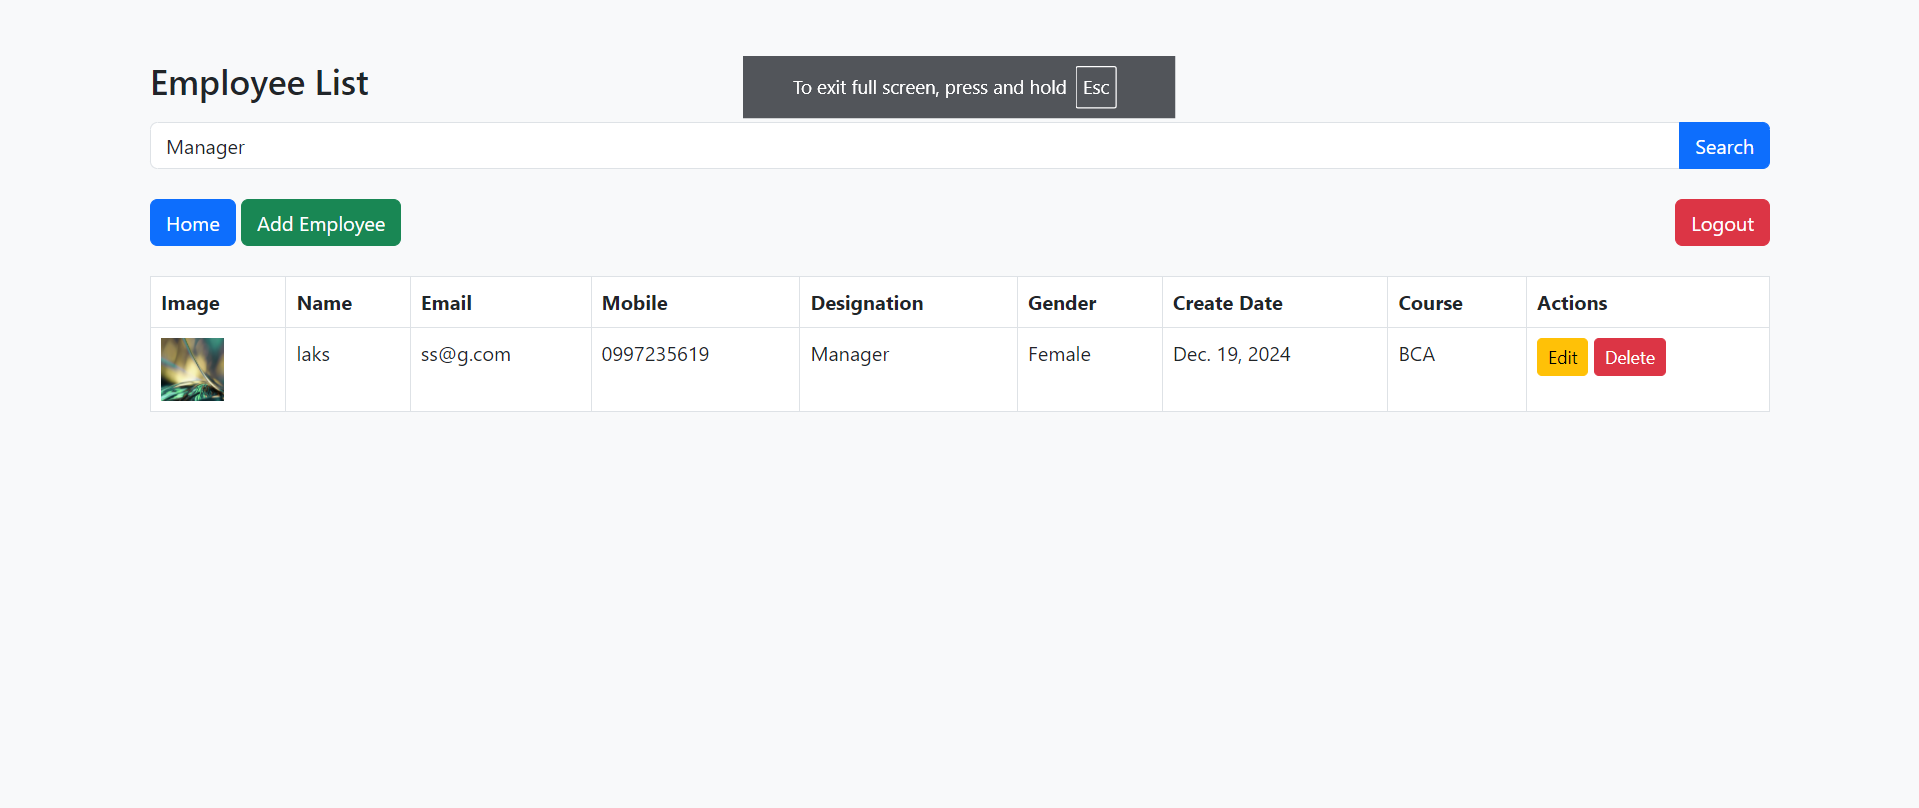 Employee List
To exit full screen, press and hold Esc
Manager
Search
Home Add Employee Logout
Image Name Email Mobile Designation Gender Create Date Course Actions
laks ss@g.com 0997235619 Manager Female Dec. 19, 2024 BCA Edit Delete